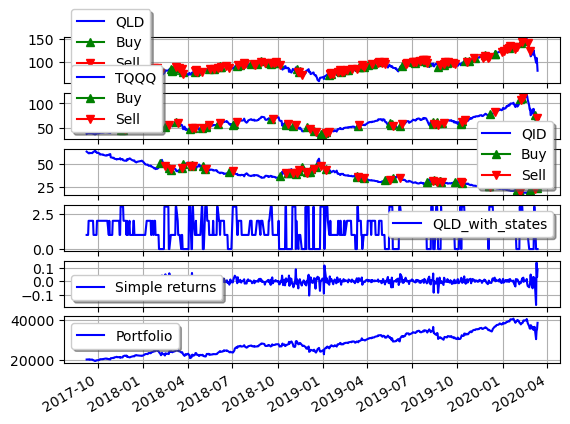 QLD
Buy
Sell
150
100
TQQQ
Buy
Sell
100
50
QID
Buy
Sell
50
25
QLD_with_states
2.5
0.0
Simple returns
0.1
0.0
−0.1
Portfolio
40000
20000
2017-10 2018-01 2018-04 2018-07 2018-10 2019-01 2019-04 2019-07 2019-10 2020-01 2020-04